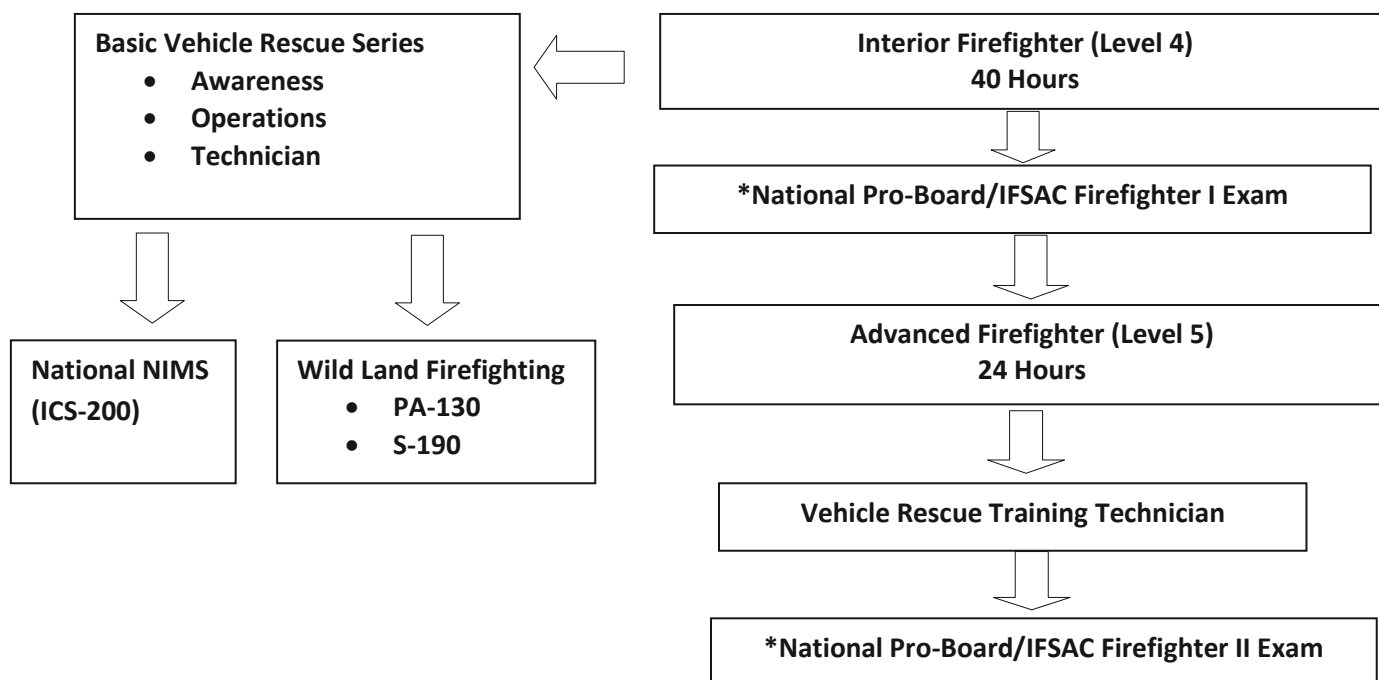 Basic Vehicle Rescue Series
• Awareness
• Operations
• Technician
Interior Firefighter (Level 4)
40 Hours
*National Pro-Board/IFSAC Firefighter I Exam
Advanced Firefighter (Level 5)
24 Hours
National NIMS
(ICS-200)
Wild Land Firefighting
• PA-130
• S-190
Vehicle Rescue Training Technician
*National Pro-Board/IFSAC Firefighter II Exam